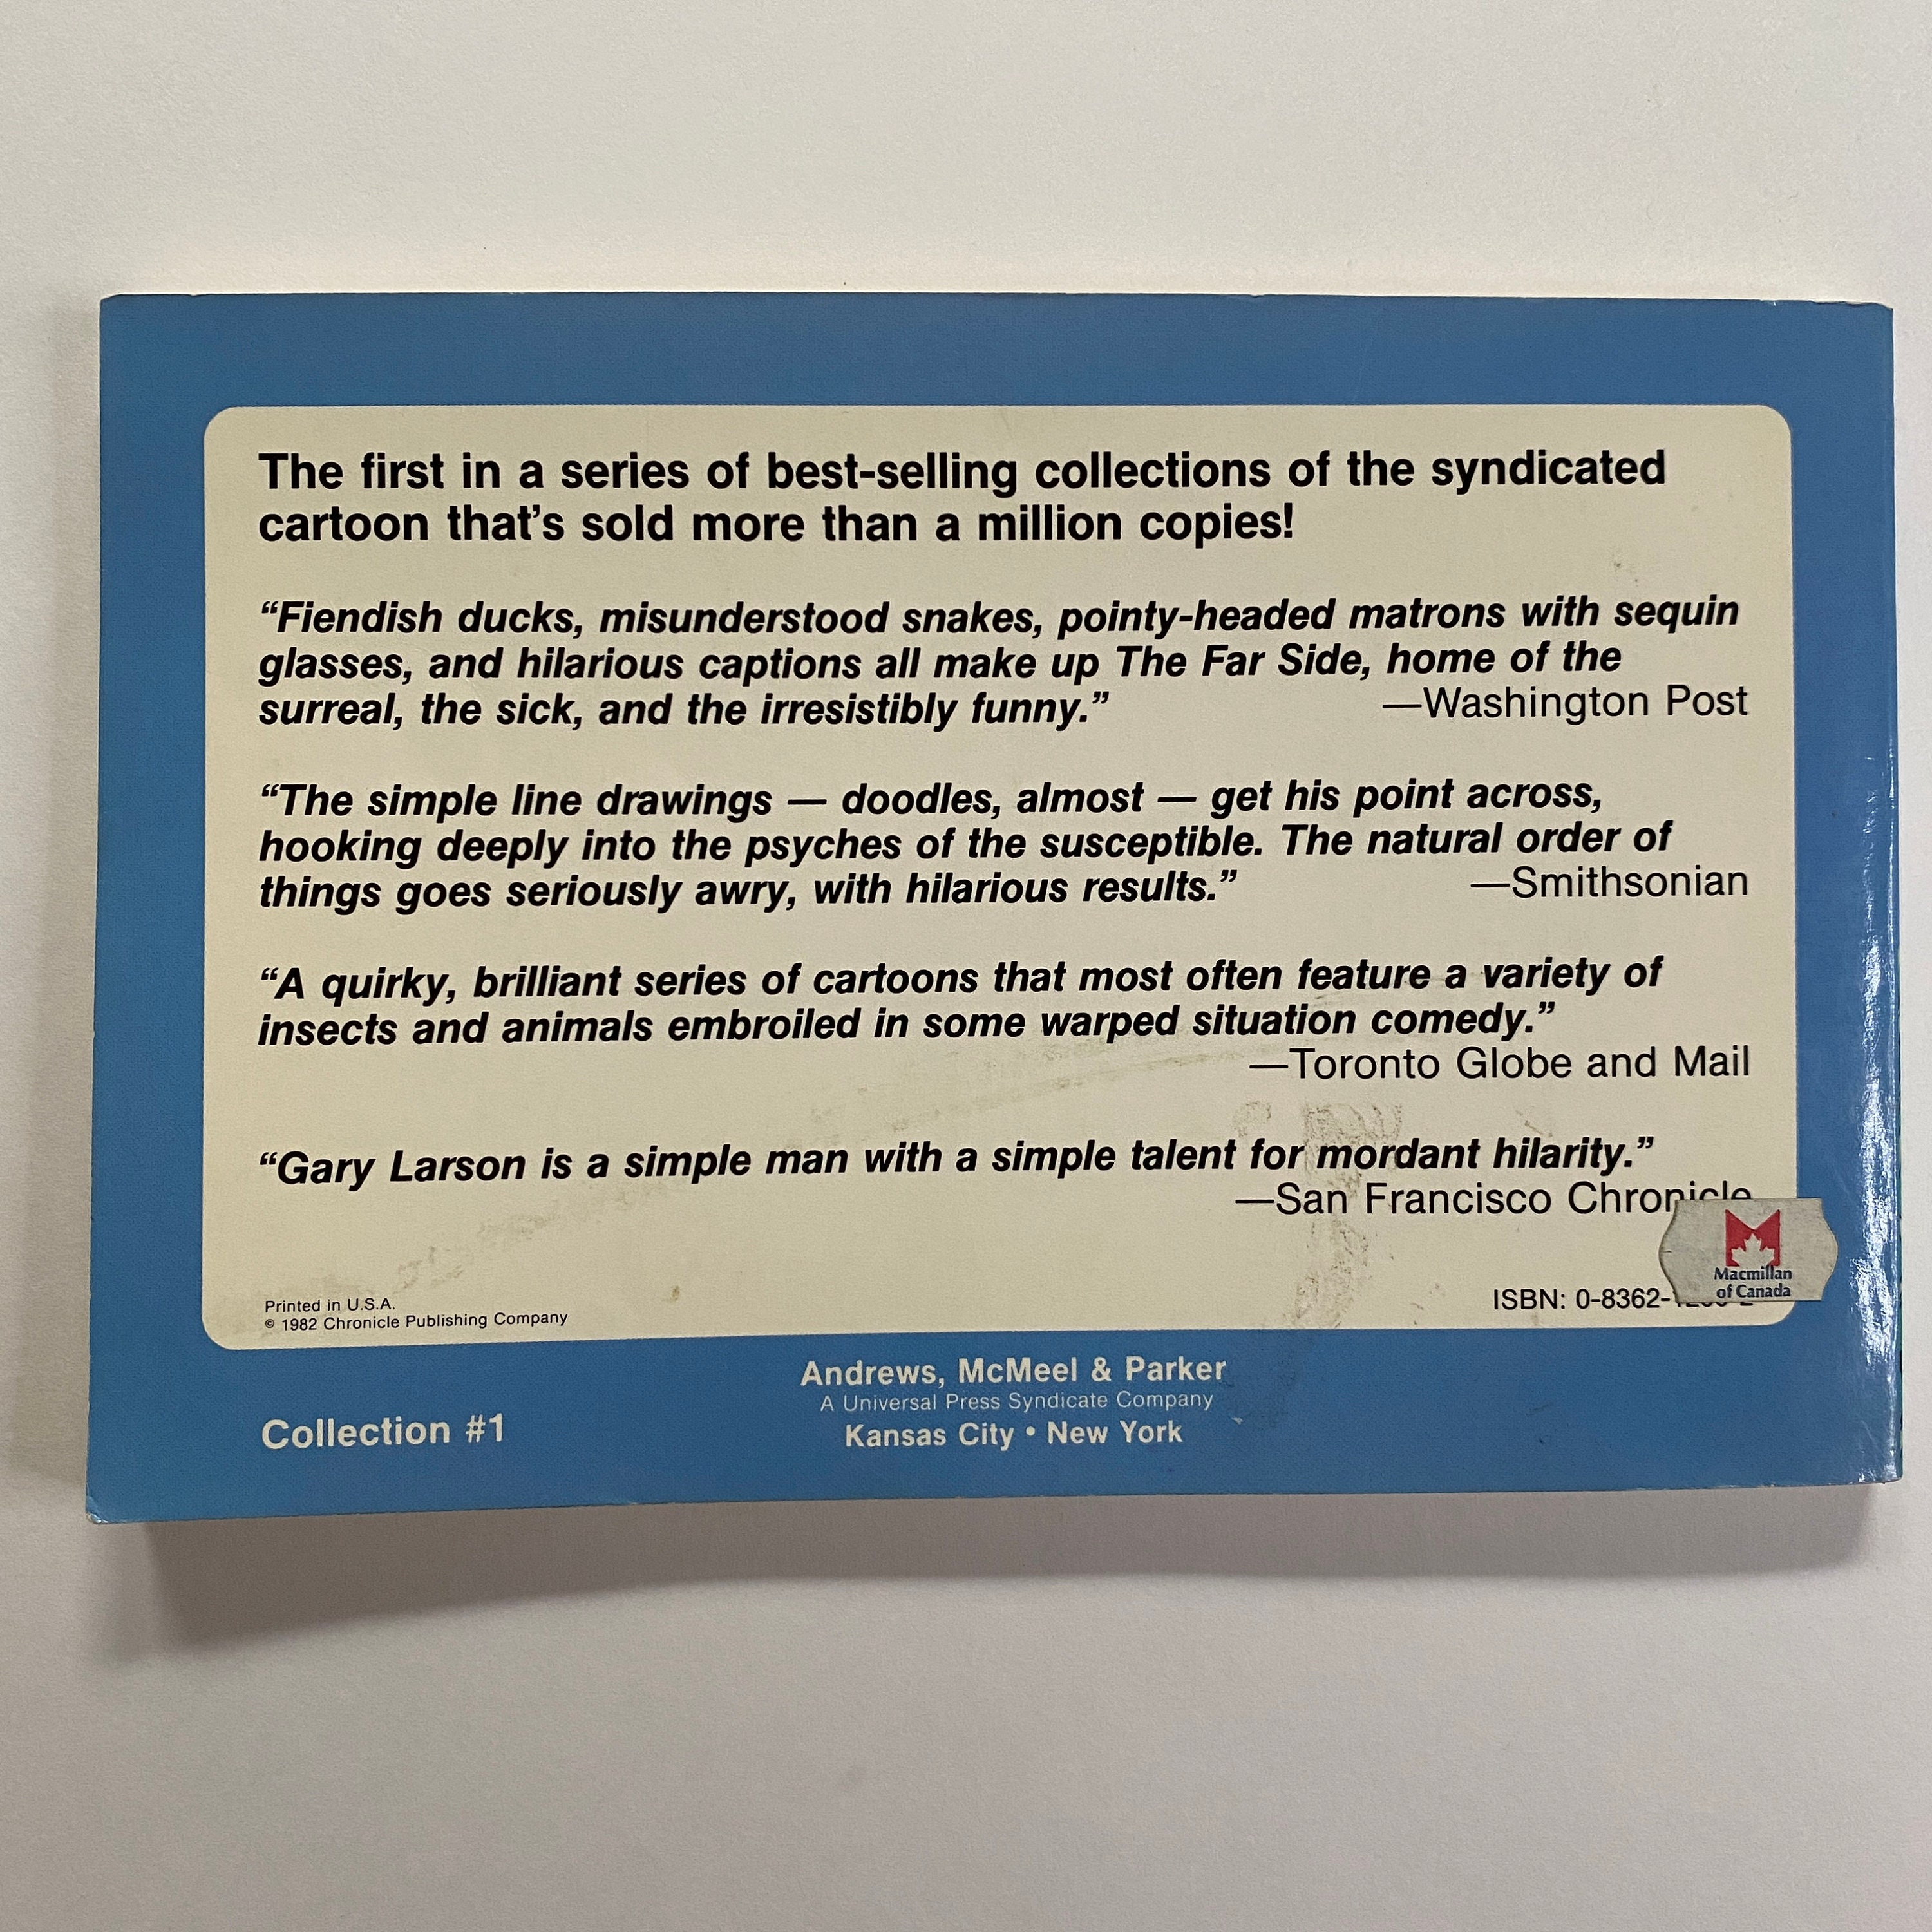 The first in a series of best-selling collections of the syndicated
cartoon that's sold more than a million copies!
“Fiendish ducks, misunderstood snakes, pointy-headed matrons with sequin
glasses, and hilarious captions all make up The Far Side, home of the
surreal, the sick, and the irresistibly funny.” —Washington Post
“The simple line drawings — doodles, almost — get his point across,
hooking deeply into the psyches of the susceptible. The natural order of
things goes seriously awry, with hilarious results.” —Smithsonian
“A quirky, brilliant series of cartoons that most often feature a variety of
insects and animals embroiled in some warped situation comedy.”
—Toronto Globe and Mail
“Gary Larson is a simple man with a simple talent for mordant hilarity.”
—San Francisco Chronicle
Macmillan
of Canada
Printed in U.S.A.
© 1982 Chronicle Publishing Company
ISBN: 0-8362-
Andrews, McMeel & Parker
A Universal Press Syndicate Company
Kansas City • New York
Collection #1